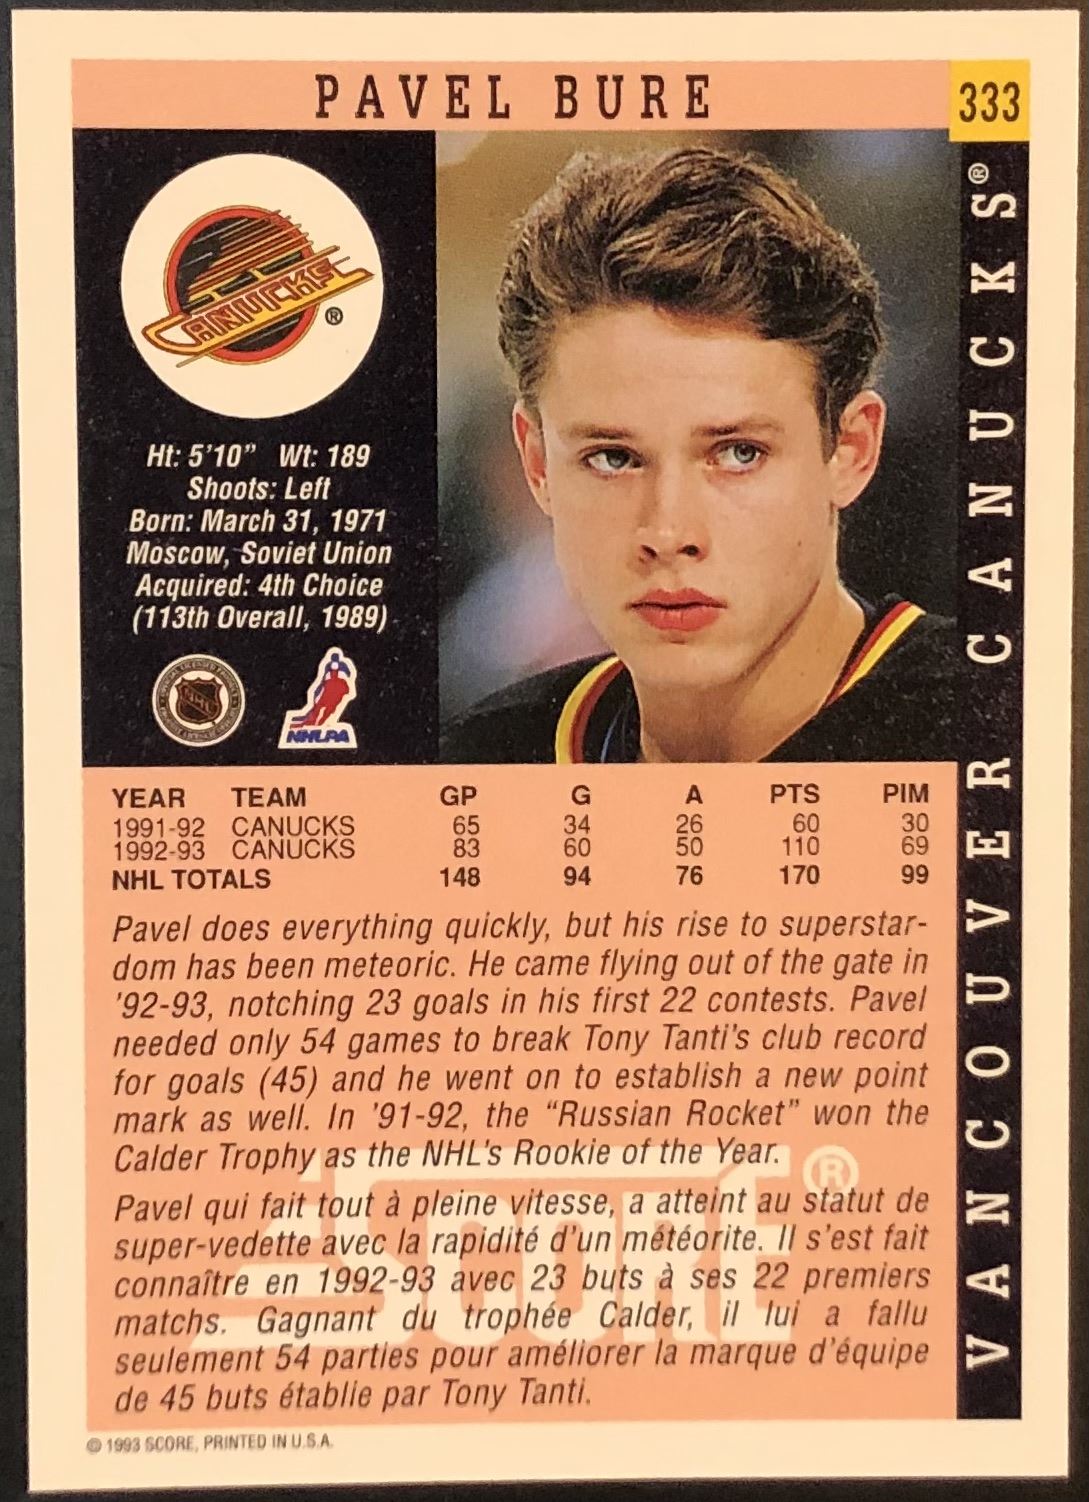 PAVEL BURE
333
CANUCKS ®
VANCOUVER CANUCKS®
Ht: 5'10" Wt: 189
Shoots: Left
Born: March 31, 1971
Moscow, Soviet Union
Acquired: 4th Choice
(113th Overall, 1989)
NHL
NHLPA
YEAR TEAM GP G A PTS PIM
1991-92 CANUCKS 65 34 26 60 30
1992-93 CANUCKS 83 60 50 110 69
NHL TOTALS 148 94 76 170 99
Pavel does everything quickly, but his rise to superstar-
dom has been meteoric. He came flying out of the gate in
'92-93, notching 23 goals in his first 22 contests. Pavel
needed only 54 games to break Tony Tanti's club record
for goals (45) and he went on to establish a new point
mark as well. In '91-92, the "Russian Rocket" won the
Calder Trophy as the NHL's Rookie of the Year.
SCORE ®
Pavel qui fait tout à pleine vitesse, a atteint au statut de
super-vedette avec la rapidité d'un météorite. Il s'est fait
connaître en 1992-93 avec 23 buts à ses 22 premiers
matchs. Gagnant du trophée Calder, il lui a fallu
seulement 54 parties pour améliorer la marque d'équipe
de 45 buts établie par Tony Tanti.
© 1993 SCORE, PRINTED IN U.S.A.